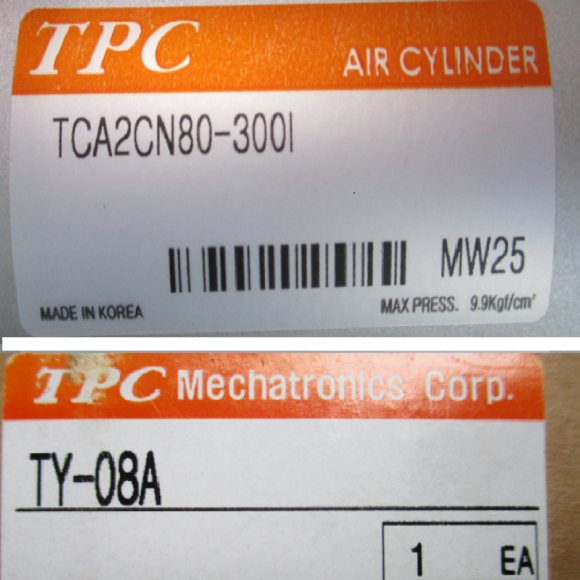 TPC AIR CYLINDER
TCA2CN80-300I
MW25
MADE IN KOREA MAX PRESS. 9.9Kgf/cm²
TPC Mechatronics Corp.
TY-08A
1 EA